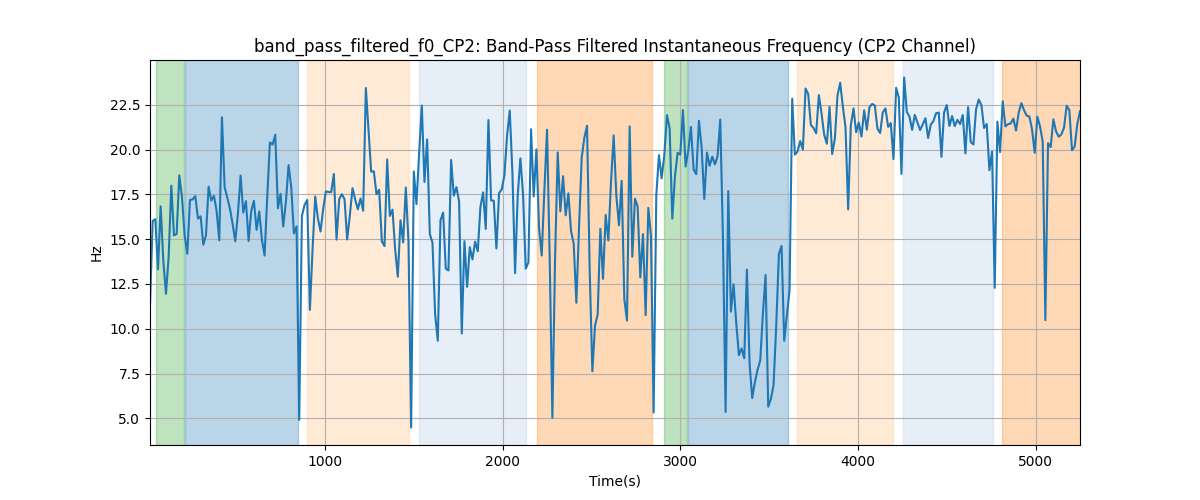 band_pass_filtered_f0_CP2: Band-Pass Filtered Instantaneous Frequency (CP2 Channel)
22.5
20.0
17.5
15.0
12.5
10.0
7.5
5.0
Hz
1000 2000 3000 4000 5000
Time(s)